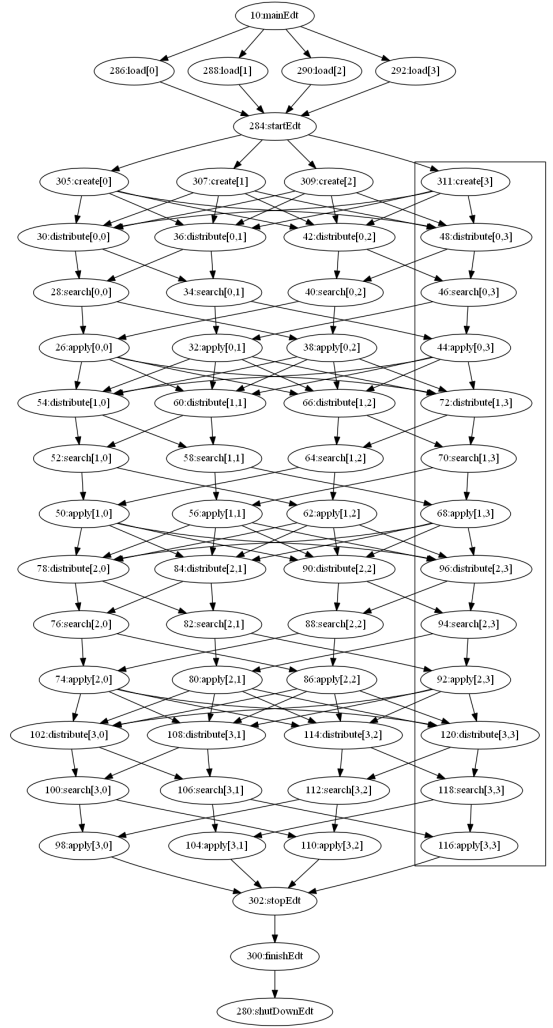 10:mainEdt
286:load[0]
288:load[1]
290:load[2]
292:load[3]
284:startEdt
305:create[0]
307:create[1]
309:create[2]
311:create[3]
30:distribute[0,0]
36:distribute[0,1]
42:distribute[0,2]
48:distribute[0,3]
28:search[0,0]
34:search[0,1]
40:search[0,2]
46:search[0,3]
26:apply[0,0]
32:apply[0,1]
38:apply[0,2]
44:apply[0,3]
54:distribute[1,0]
60:distribute[1,1]
66:distribute[1,2]
72:distribute[1,3]
52:search[1,0]
58:search[1,1]
64:search[1,2]
70:search[1,3]
50:apply[1,0]
56:apply[1,1]
62:apply[1,2]
68:apply[1,3]
78:distribute[2,0]
84:distribute[2,1]
90:distribute[2,2]
96:distribute[2,3]
76:search[2,0]
82:search[2,1]
88:search[2,2]
94:search[2,3]
74:apply[2,0]
80:apply[2,1]
86:apply[2,2]
92:apply[2,3]
102:distribute[3,0]
108:distribute[3,1]
114:distribute[3,2]
120:distribute[3,3]
100:search[3,0]
106:search[3,1]
112:search[3,2]
118:search[3,3]
98:apply[3,0]
104:apply[3,1]
110:apply[3,2]
116:apply[3,3]
302:stopEdt
300:finishEdt
280:shutDownEdt